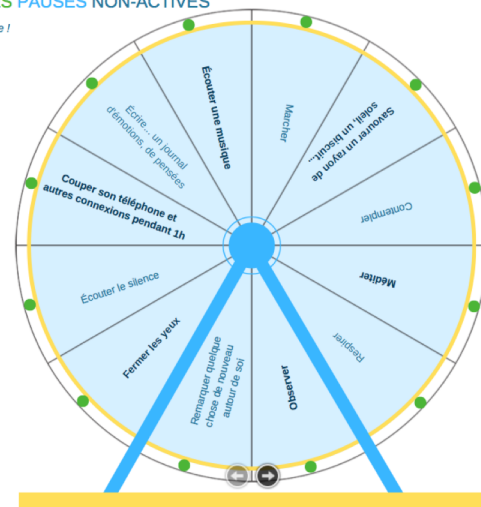 PAUSES NON-ACTIVES
e !
Écouter une musique
Marcher
Savourer un rayon de
soleil, un biscuit...
Contempler
Méditer
Respirer
Observer
Remarquer quelque
chose de nouveau
autour de soi
Fermer les yeux
Écouter le silence
Couper son téléphone et
autres connexions pendant 1h
Écrire... un journal
d'émotions, de pensées